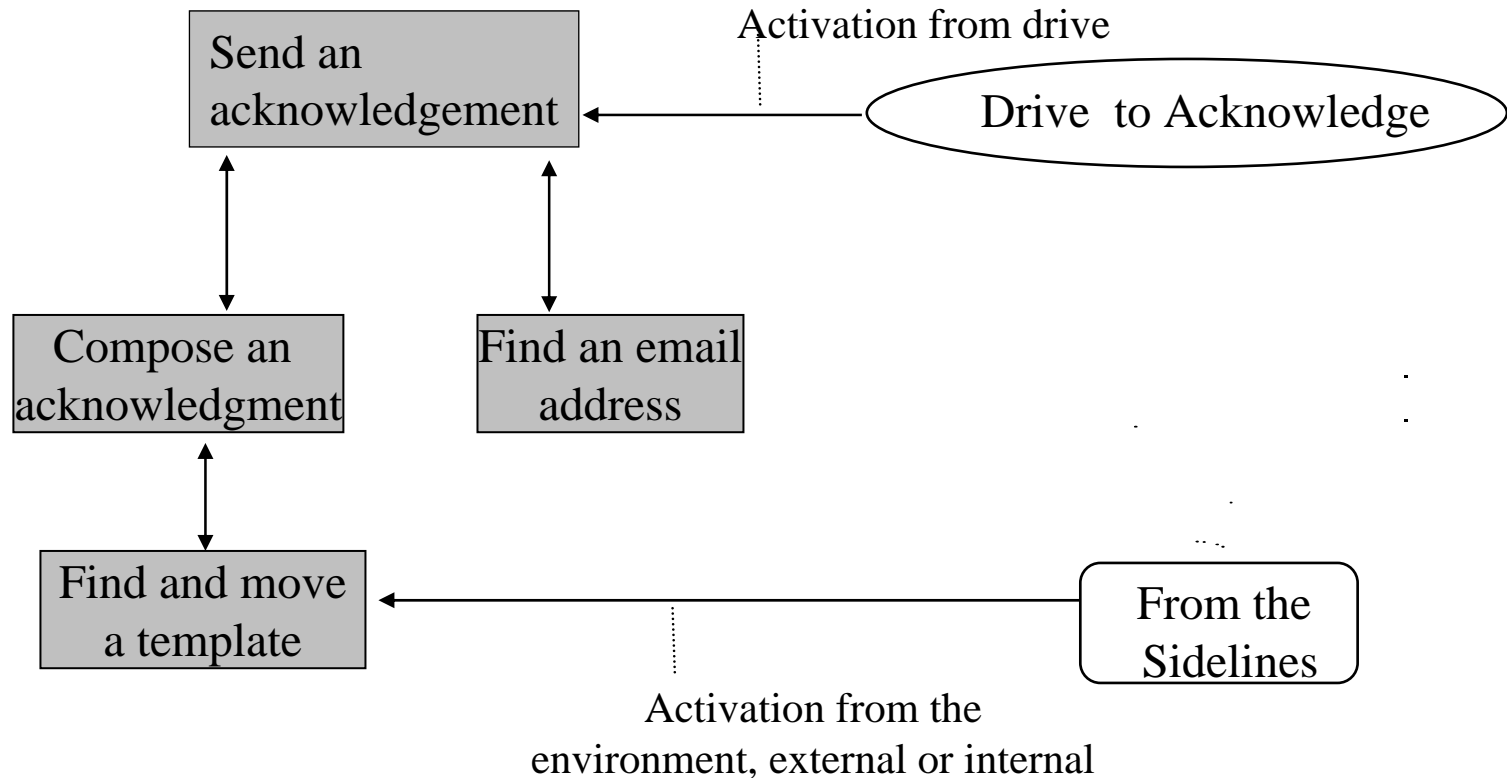 Activation from drive
Send an
acknowledgement
Drive to Acknowledge
Compose an
acknowledgment
Find an email
address
Find and move
a template
From the
Sidelines
Activation from the
environment, external or internal